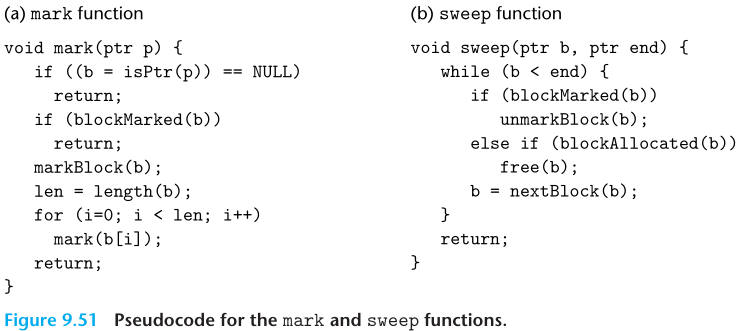 (a) mark function
void mark(ptr p) {
if ((b = isPtr(p)) == NULL)
return;
if (blockMarked(b))
return;
markBlock(b);
len = length(b);
for (i=0; i < len; i++)
mark(b[i]);
return;
}
(b) sweep function
void sweep(ptr b, ptr end) {
while (b < end) {
if (blockMarked(b))
unmarkBlock(b);
else if (blockAllocated(b))
free(b);
b = nextBlock(b);
}
return;
}
Figure 9.51 Pseudocode for the mark and sweep functions.